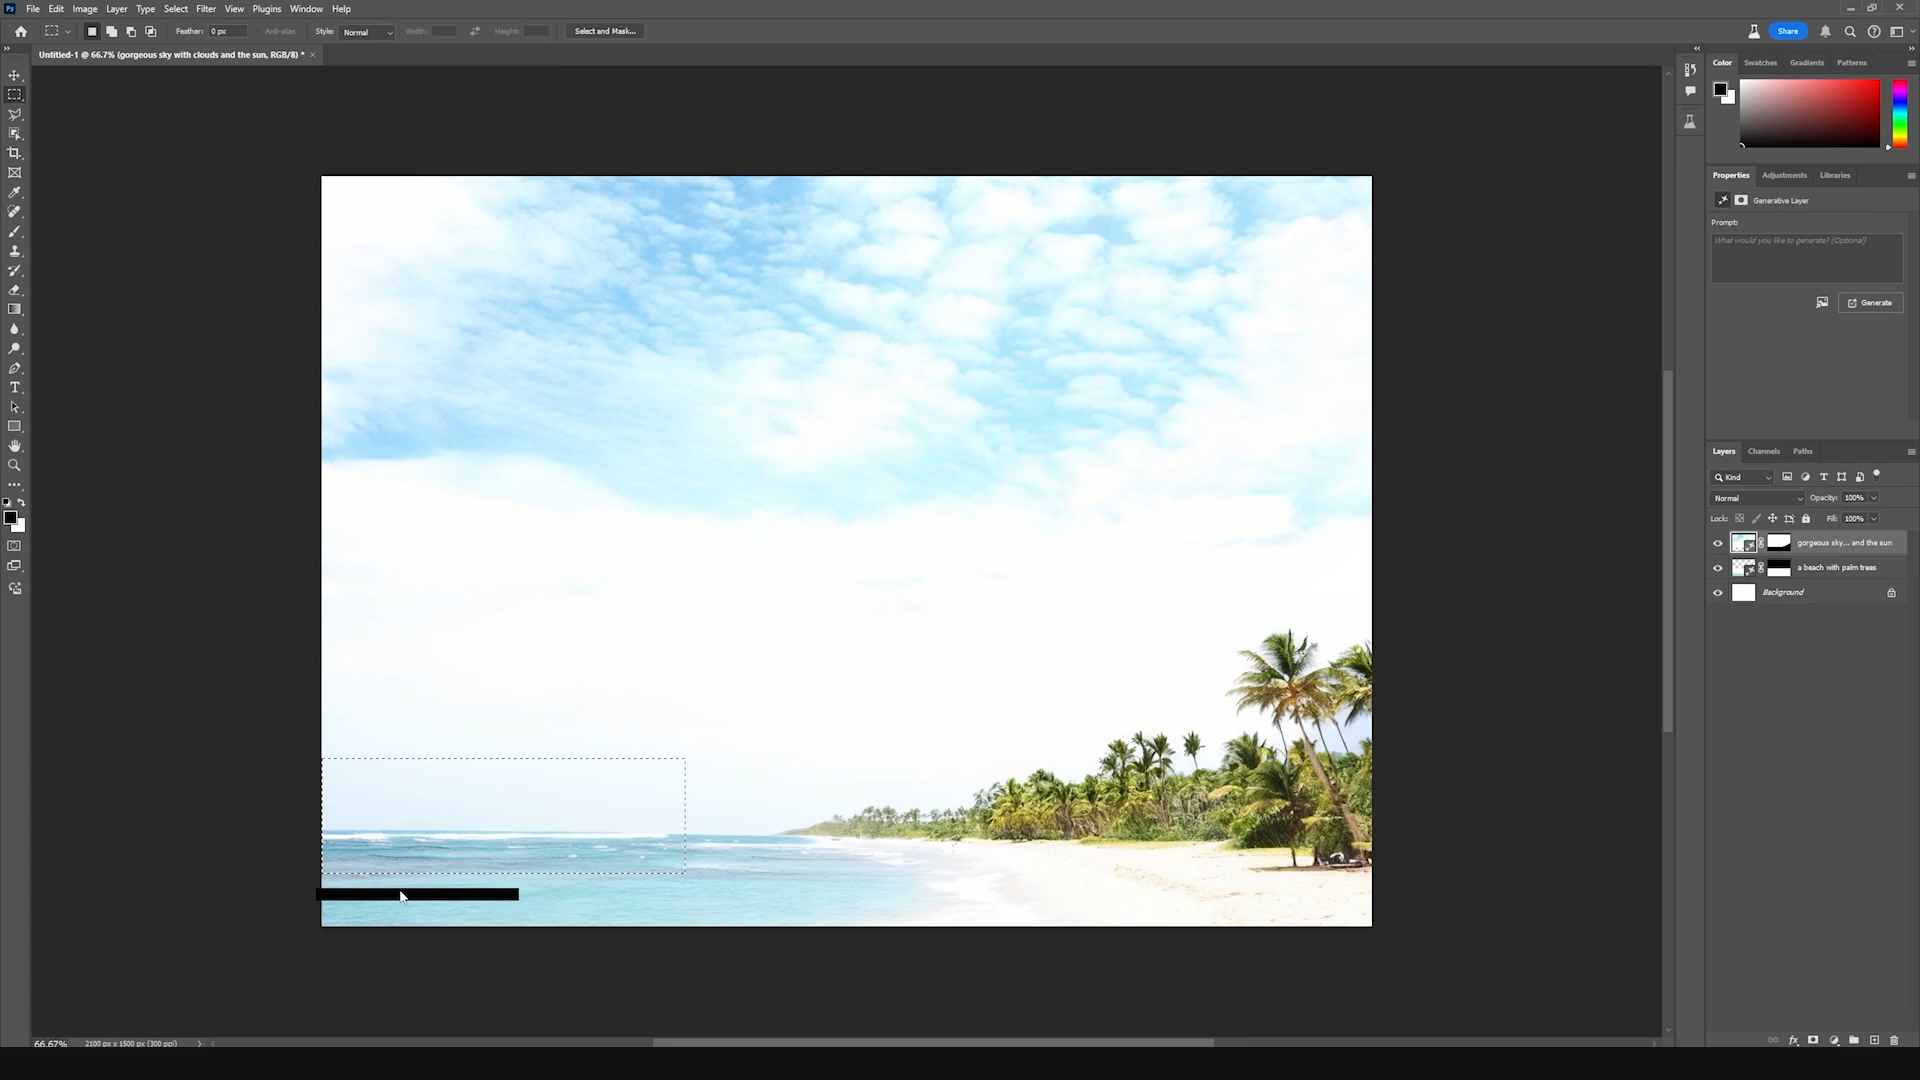 Ps File Edit Image Layer Type Select Filter View Plugins Window Help
Feather: 0 px Anti-alias Style: Normal Width: Height: Select and Mask... Share
Untitled-1 @ 66.7% (gorgeous sky with clouds and the sun, RGB/8) * ×
Color Swatches Gradients Patterns
Properties Adjustments Libraries
Generative Layer
Prompt:
What would you like to generate? (Optional)
Generate
Layers Channels Paths
Kind
Normal Opacity: 100%
Lock: Fill: 100%
gorgeous sky... and the sun
a beach with palm trees
Background
66.67% 2100 px x 1500 px (300 ppi)